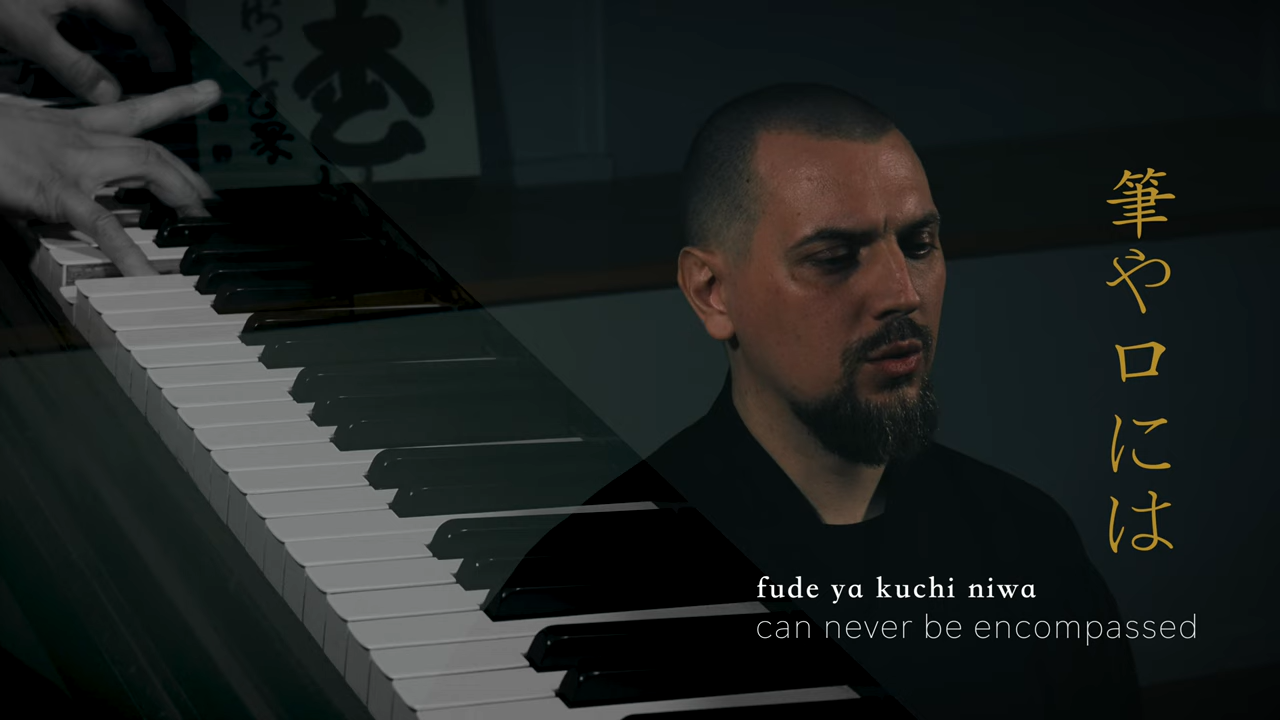 筆や口には
fude ya kuchi niwa
can never be encompassed